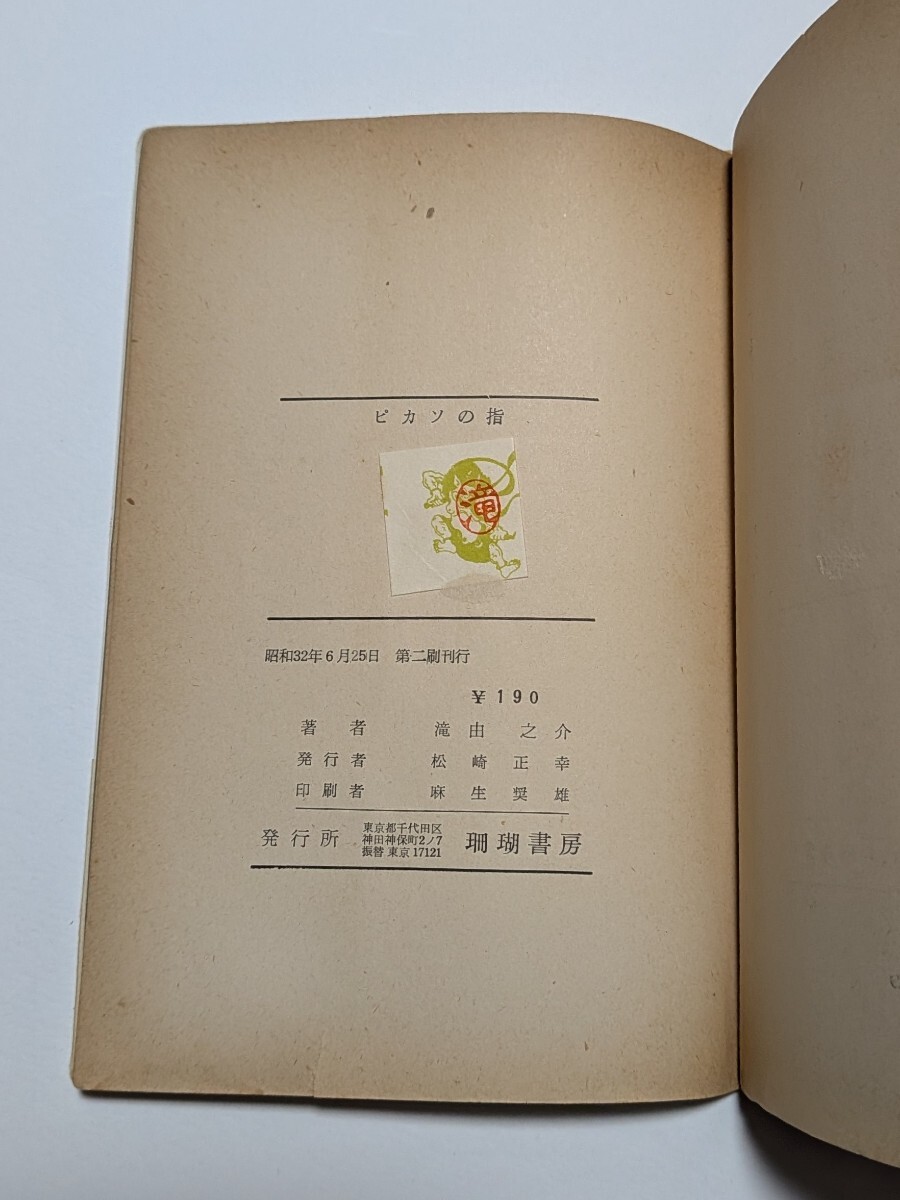 ピカソの指
滝
昭和32年6月25日 第二刷刊行
¥190
著者 滝由之介
発行者 松崎正幸
印刷者 麻生奨雄
発行所 東京都千代田区
神田神保町2ノ7
振替 東京 17121
珊瑚書房